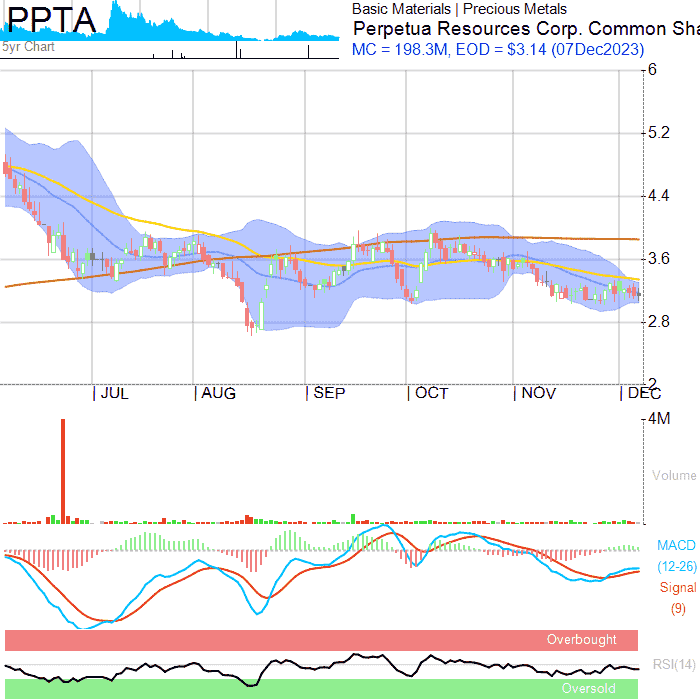 PPTA
5yr Chart
Basic Materials | Precious Metals
Perpetua Resources Corp. Common Sha
MC = 198.3M, EOD = $3.14 (07Dec2023)
6
5.2
4.4
3.6
2.8
2
JUL AUG SEP OCT NOV DEC
4M
Volume
MACD
(12-26)
Signal
(9)
Overbought
RSI(14)
Oversold